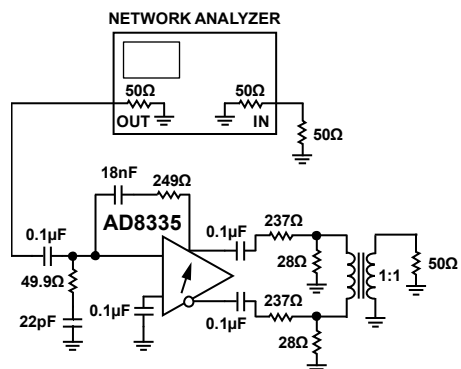 NETWORK ANALYZER
50Ω 50Ω
OUT IN
50Ω
18nF
249Ω
AD8335
0.1µF
0.1µF
237Ω
28Ω
1:1
50Ω
49.9Ω
22pF
0.1µF
0.1µF
237Ω
28Ω